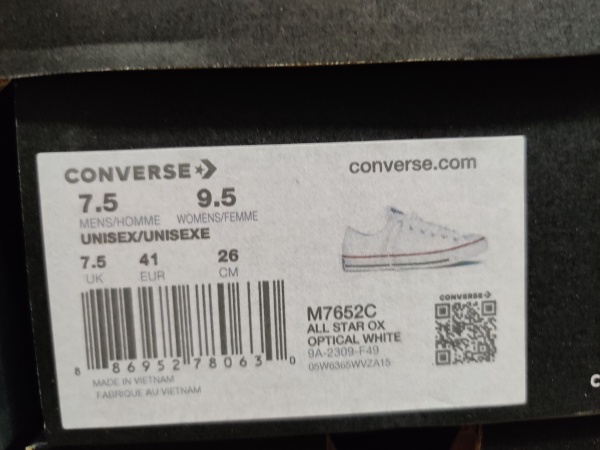 CONVERSE
converse.com
7.5 9.5
MENS/HOMME WOMENS/FEMME
UNISEX/UNISEXE
7.5 41 26
UK EUR CM
M7652C
ALL STAR OX
OPTICAL WHITE
9A-2309-F49
05W6365WVZA15
8 86952 78063 0
MADE IN VIETNAM
FABRIQUE AU VIETNAM
CONVERSE
C